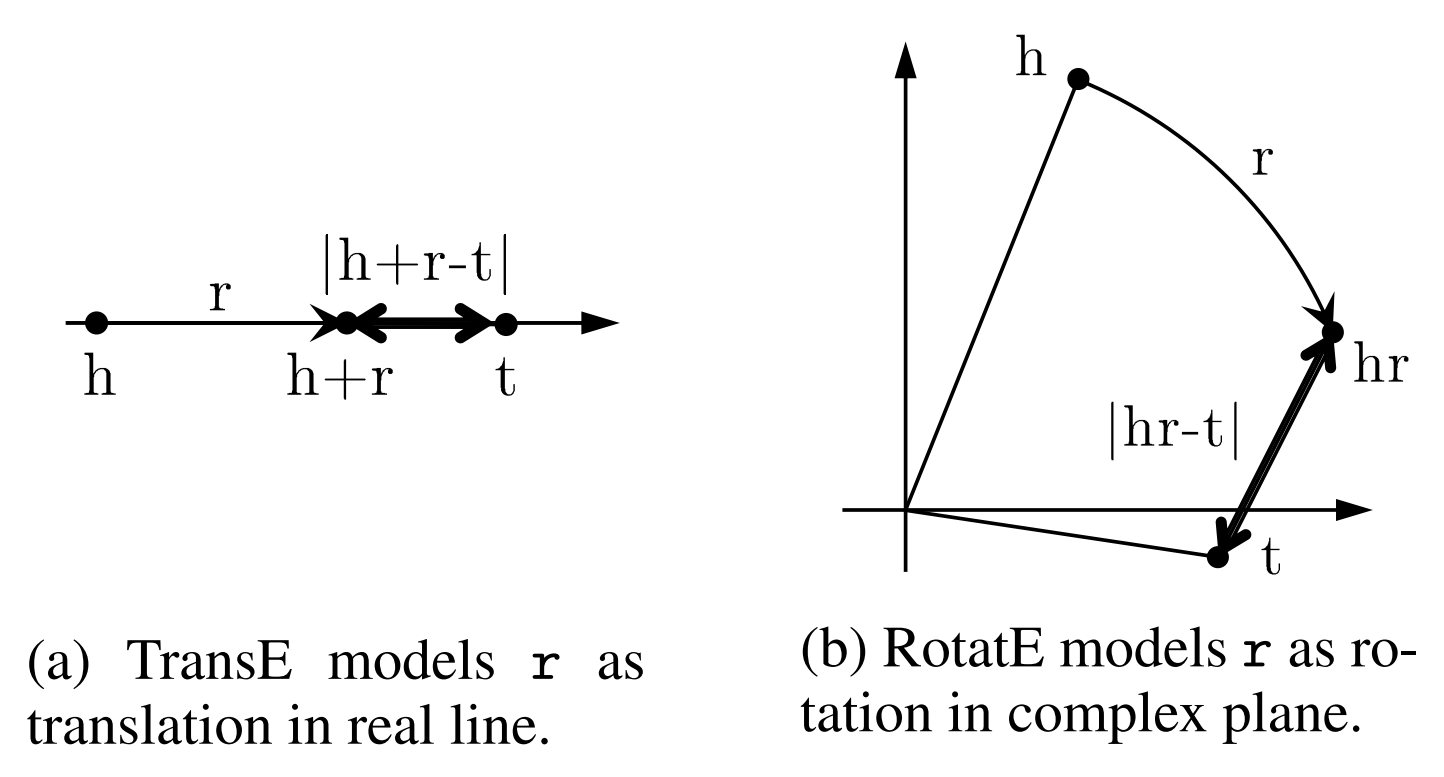 |h+r-t|
r
h
h+r
t
h
r
hr
|hr-t|
t
(a) TransE models r as
translation in real line.
(b) RotatE models r as ro-
tation in complex plane.